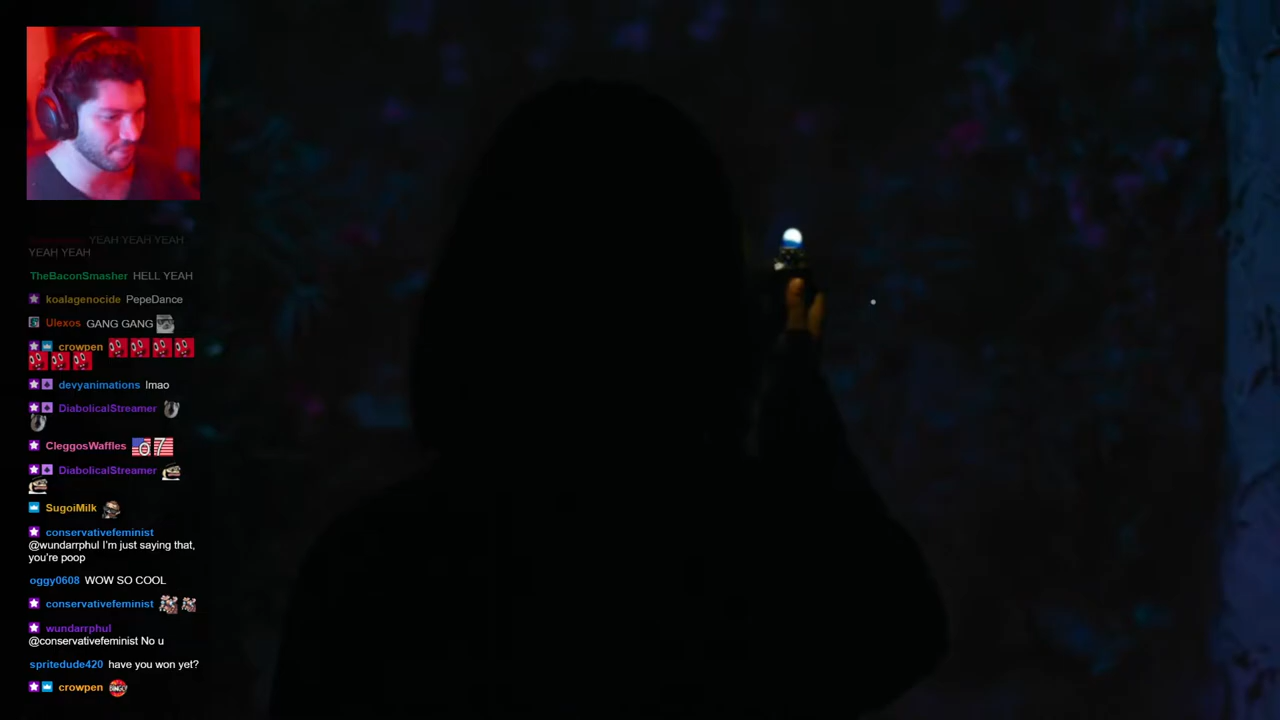 YEAH YEAH YEAH
YEAH YEAH
TheBaconSmasher HELL YEAH
koalagenocide PepeDance
Ulexos GANG GANG
crowpen
devyanimations lmao
DiabolicalStreamer
CleggosWaffles 07
DiabolicalStreamer
SugoiMilk
conservativefeminist
@wundarrphul I'm just saying that,
you're poop
oggy0608 WOW SO COOL
conservativefeminist
wundarrphul
@conservativefeminist No u
spritedude420 have you won yet?
crowpen BINGO